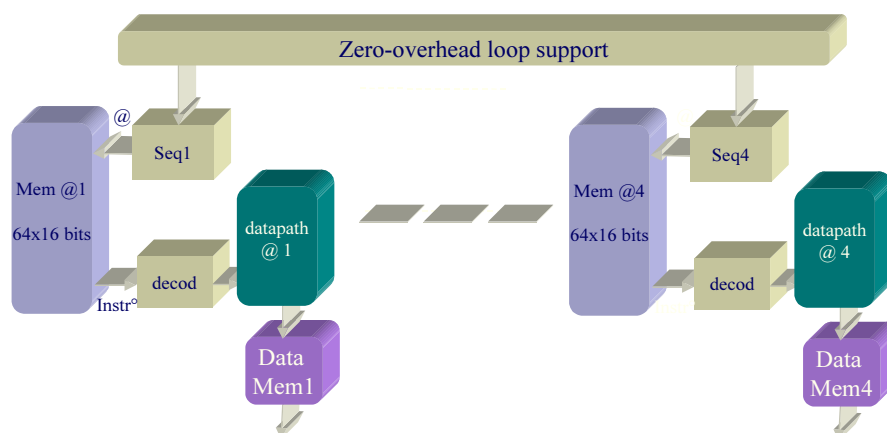 Zero-overhead loop support
@
Seq1
Mem @1
64x16 bits
datapath
@ 1
decod
Instr°
Data
Mem1
Seq4
Mem @4
64x16 bits
datapath
@ 4
decod
Data
Mem4